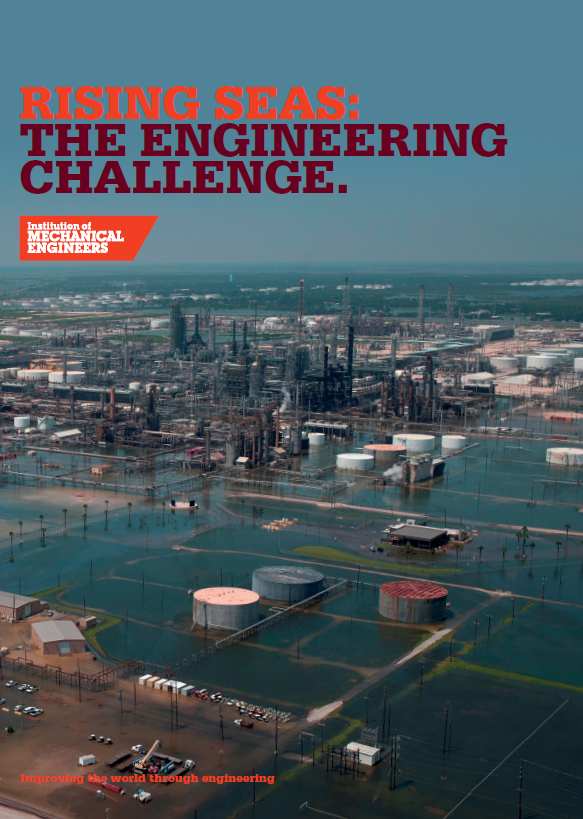 RISING SEAS:
THE ENGINEERING
CHALLENGE.
Institution of
MECHANICAL
ENGINEERS
Improving the world through engineering